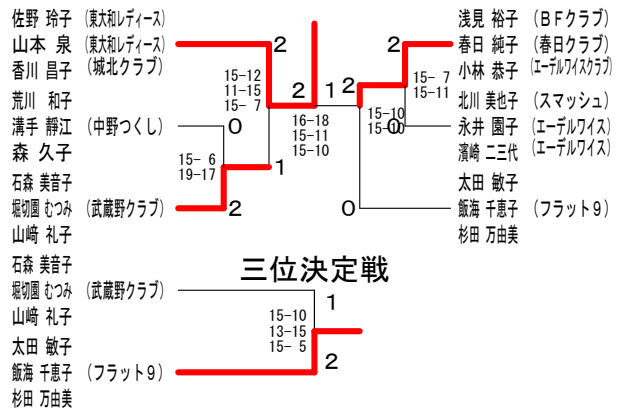 佐野 玲子 (東大和レディース)
山本 泉 (東大和レディース)
香川 昌子 (城北クラブ)
荒川 和子
溝手 靜江 (中野つくし)
森 久子
石森 美音子
堀切園 むつみ (武蔵野クラブ)
山﨑 礼子
2
15-12
11-15
15- 7
0
15- 6
19-17
1
2
2
1
16-18
15-11
15-10
浅見 裕子 (BFクラブ)
春日 純子 (春日クラブ)
小林 恭子 (エーデルワイスクラブ)
北川 美也子 (スマッシュ)
永井 園子 (エーデルワイス)
濱崎 二三代 (エーデルワイス)
太田 敏子
飯海 千恵子 (フラット9)
杉田 万由美
2
15- 7
15-11
2
15-10
0
0
三位決定戦
石森 美音子
堀切園 むつみ (武蔵野クラブ)
山﨑 礼子
太田 敏子
飯海 千恵子 (フラット9)
杉田 万由美
1
15-10
13-15
15- 5
2